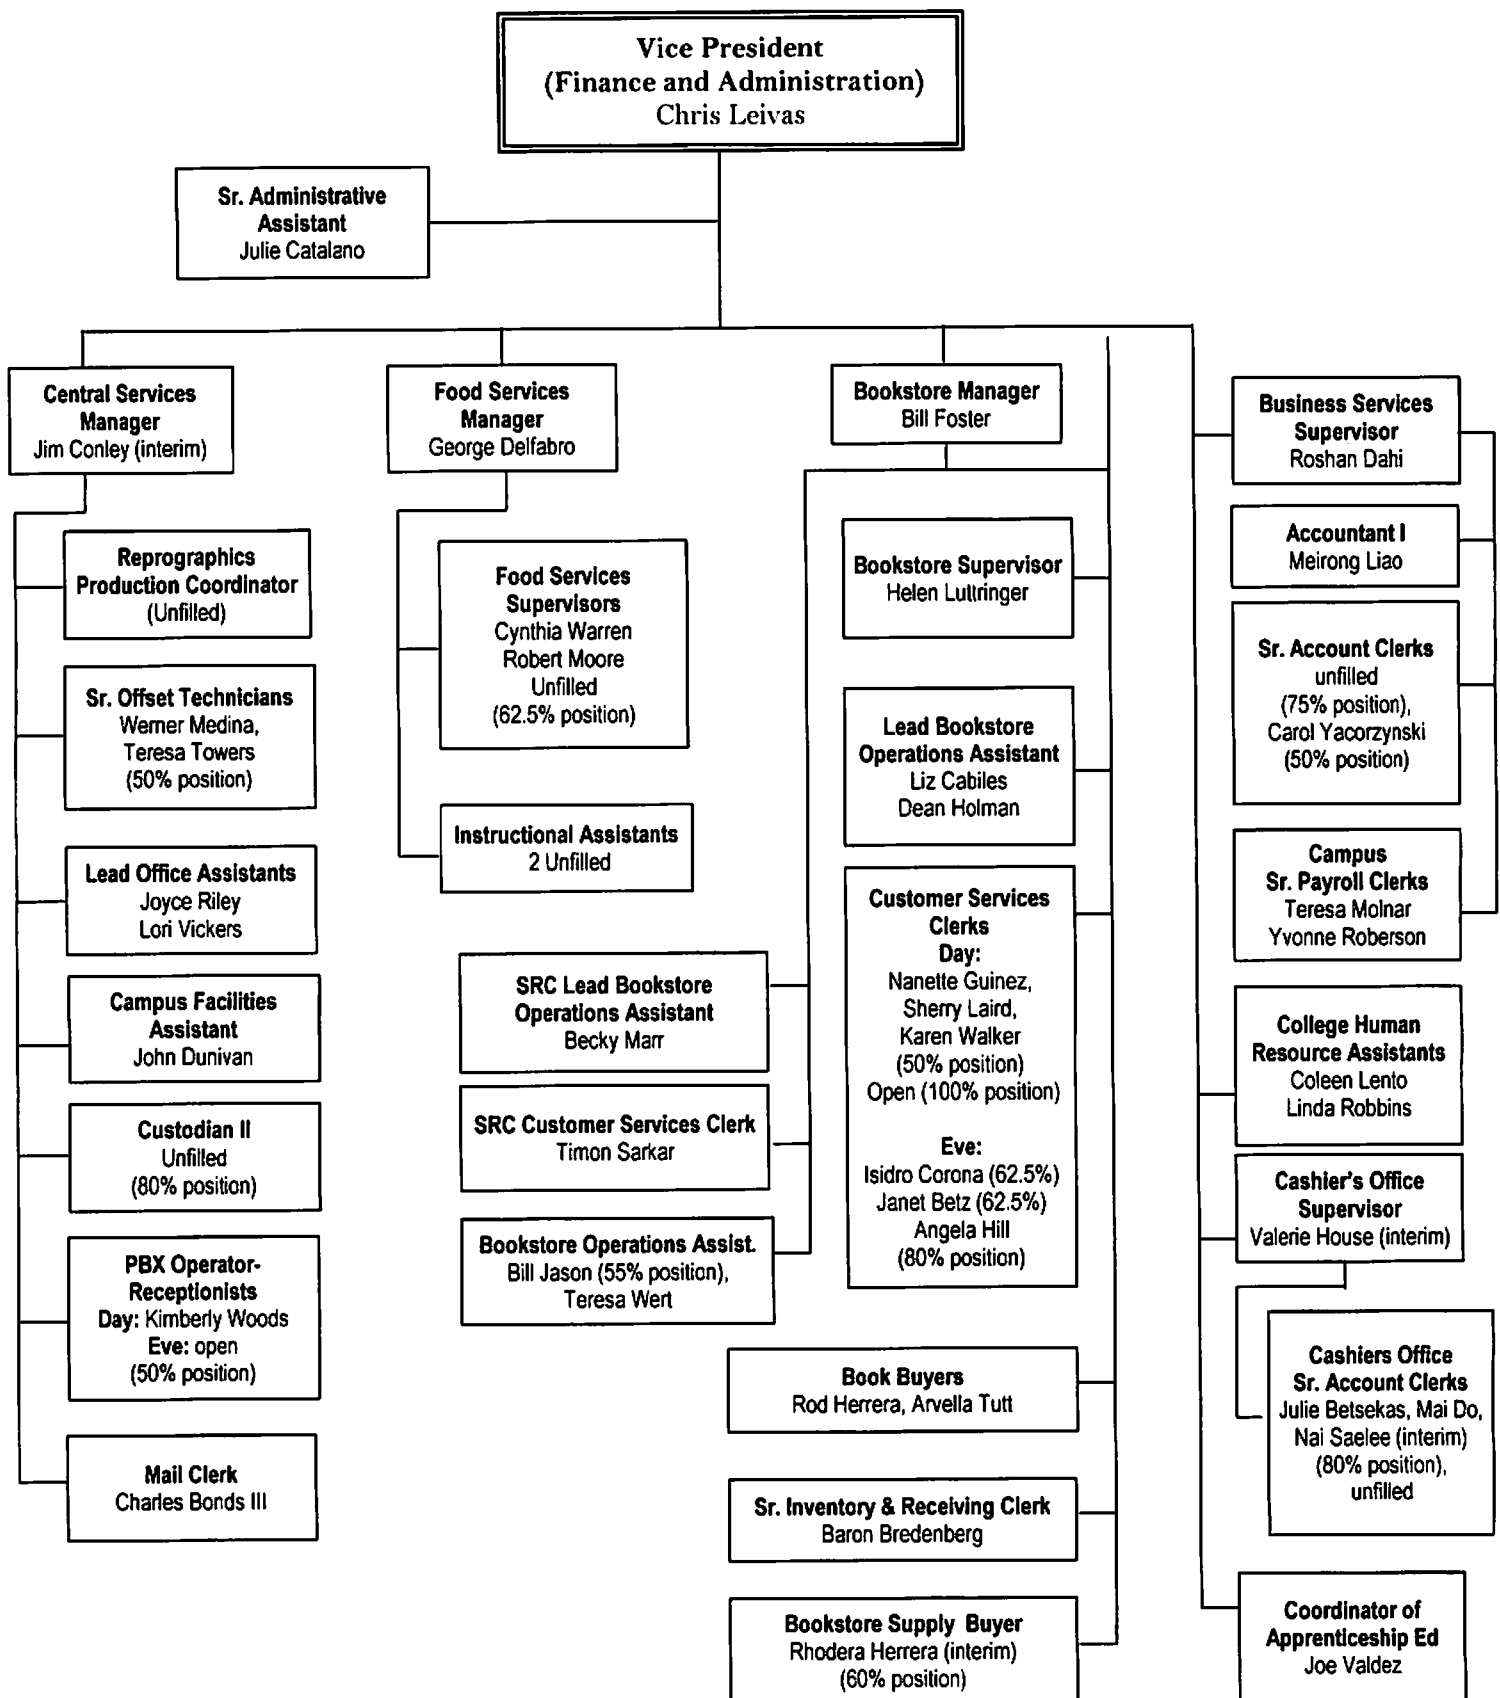 Vice President
(Finance and Administration)
Chris Leivas
Sr. Administrative
Assistant
Julie Catalano
Central Services
Manager
Jim Conley (interim)
Food Services
Manager
George Delfabro
Bookstore Manager
Bill Foster
Business Services
Supervisor
Roshan Dahi
Reprographics
Production Coordinator
(Unfilled)
Sr. Offset Technicians
Werner Medina,
Teresa Towers
(50% position)
Lead Office Assistants
Joyce Riley
Lori Vickers
Campus Facilities
Assistant
John Dunivan
Custodian II
Unfilled
(80% position)
PBX Operator-
Receptionists
Day: Kimberly Woods
Eve: open
(50% position)
Mail Clerk
Charles Bonds III
Food Services
Supervisors
Cynthia Warren
Robert Moore
Unfilled
(62.5% position)
Instructional Assistants
2 Unfilled
SRC Lead Bookstore
Operations Assistant
Becky Marr
SRC Customer Services Clerk
Timon Sarkar
Bookstore Operations Assist.
Bill Jason (55% position),
Teresa Wert
Bookstore Supervisor
Helen Luttringer
Lead Bookstore
Operations Assistant
Liz Cabiles
Dean Holman
Customer Services
Clerks
Day:
Nanette Guinez,
Sherry Laird,
Karen Walker
(50% position)
Open (100% position)
Eve:
Isidro Corona (62.5%)
Janet Betz (62.5%)
Angela Hill
(80% position)
Book Buyers
Rod Herrera, Arvella Tutt
Sr. Inventory & Receiving Clerk
Baron Bredenberg
Bookstore Supply Buyer
Rhodera Herrera (interim)
(60% position)
Accountant I
Meirong Liao
Sr. Account Clerks
unfilled
(75% position),
Carol Yacorzynski
(50% position)
Campus
Sr. Payroll Clerks
Teresa Molnar
Yvonne Roberson
College Human
Resource Assistants
Coleen Lento
Linda Robbins
Cashier's Office
Supervisor
Valerie House (interim)
Cashiers Office
Sr. Account Clerks
Julie Betsekas, Mai Do,
Nai Saelee (interim)
(80% position),
unfilled
Coordinator of
Apprenticeship Ed
Joe Valdez